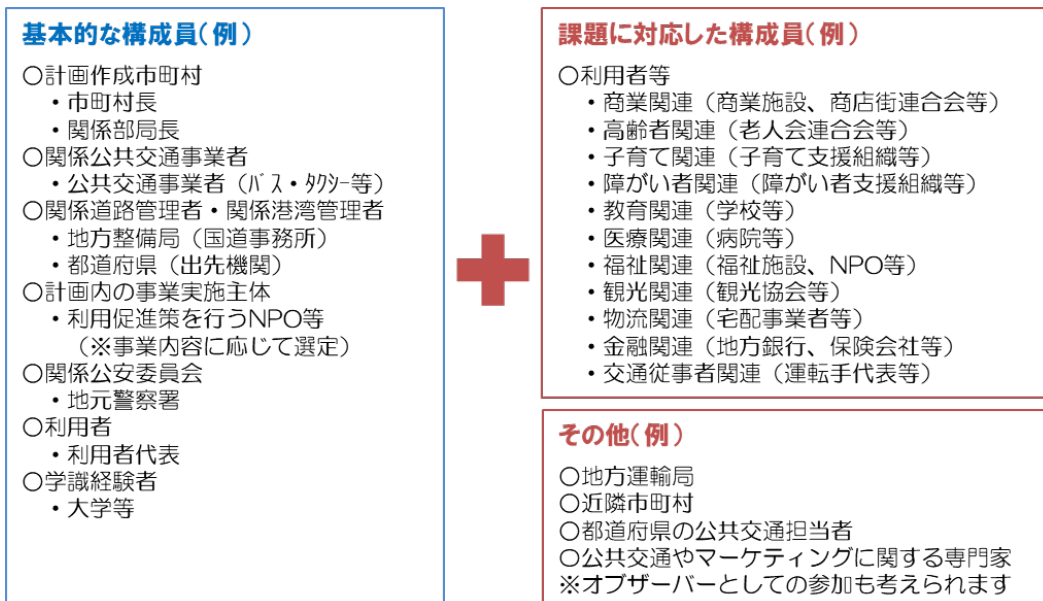 基本的な構成員(例)
○計画作成市町村
・市町村長
・関係部局長
○関係公共交通事業者
・公共交通事業者(バス・タクシー等)
○関係道路管理者・関係港湾管理者
・地方整備局(国道事務所)
・都道府県(出先機関)
○計画内の事業実施主体
・利用促進策を行うNPO等
(※事業内容に応じて選定)
○関係公安委員会
・地元警察署
○利用者
・利用者代表
○学識経験者
・大学等
課題に対応した構成員(例)
○利用者等
・商業関連(商業施設、商店街連合会等)
・高齢者関連(老人会連合会等)
・子育て関連(子育て支援組織等)
・障がい者関連(障がい者支援組織等)
・教育関連(学校等)
・医療関連(病院等)
・福祉関連(福祉施設、NPO等)
・観光関連(観光協会等)
・物流関連(宅配事業者等)
・金融関連(地方銀行、保険会社等)
・交通従事者関連(運転手代表等)
その他(例)
○地方運輸局
○近隣市町村
○都道府県の公共交通担当者
○公共交通やマーケティングに関する専門家
※オブザーバーとしての参加も考えられます